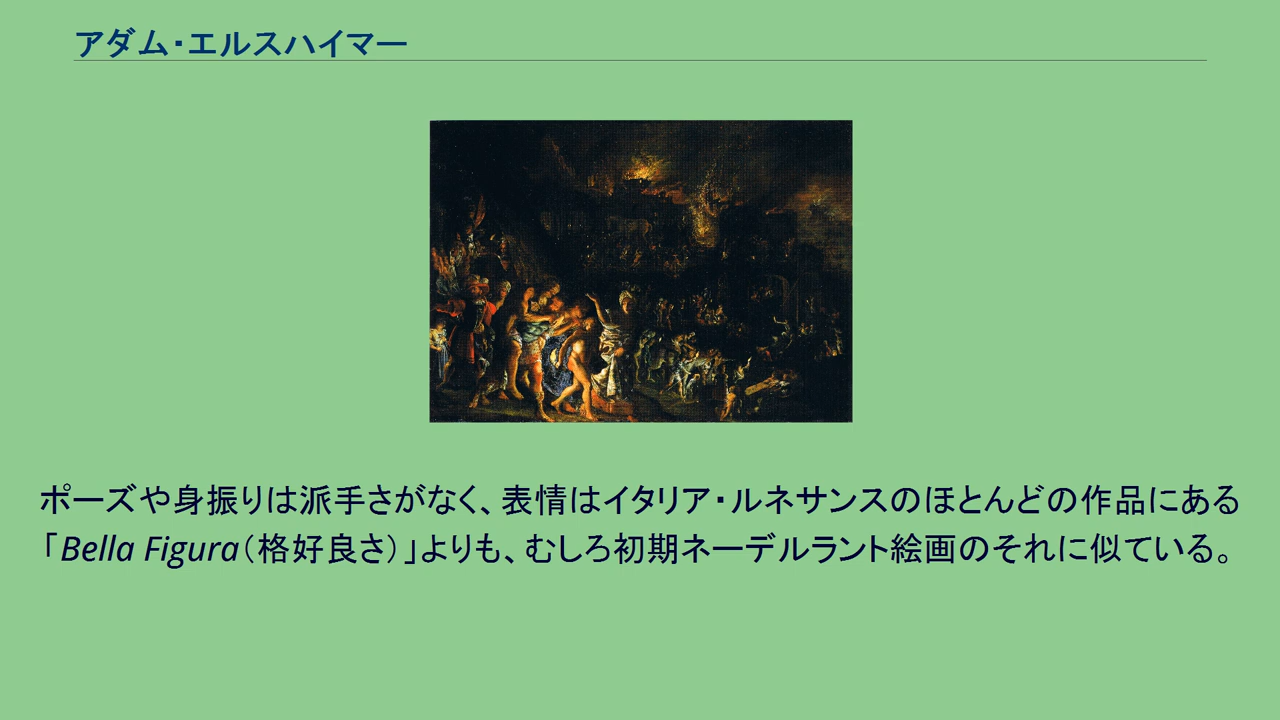 アダム・エルスハイマー
ポーズや身振りは派手さがなく、表情はイタリア・ルネサンスのほとんどの作品にある
「Bella Figura（格好良さ）」よりも、むしろ初期ネーデルラント絵画のそれに似ている。